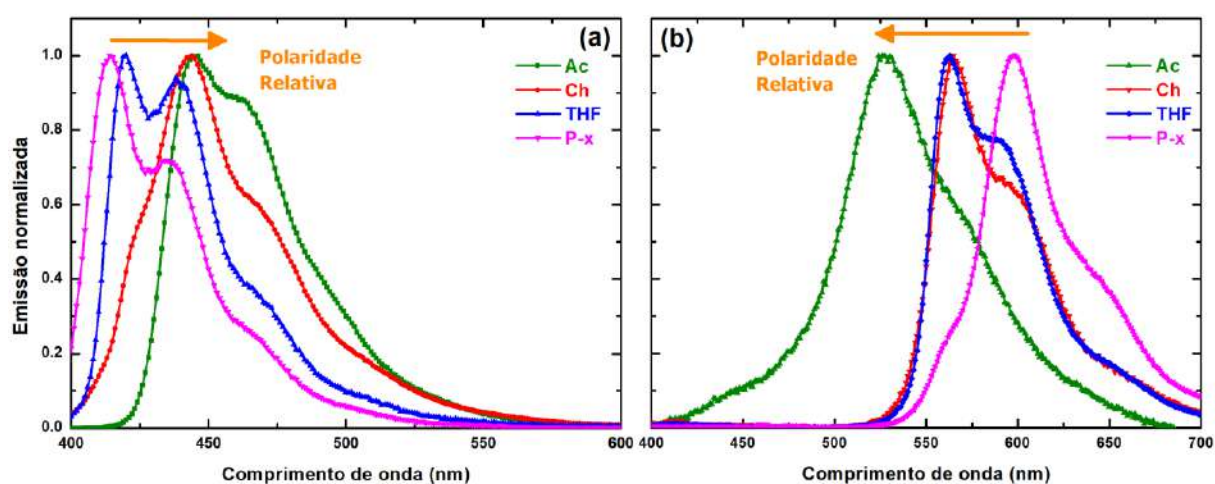 (a)
Polaridade
Relativa
Ac
Ch
THF
P-x
Emissão normalizada
1.0
0.8
0.6
0.4
0.2
0.0
400
450
500
550
600
Comprimento de onda (nm)
(b)
Polaridade
Relativa
Ac
Ch
THF
P-x
400
450
500
550
600
650
700
Comprimento de onda (nm)